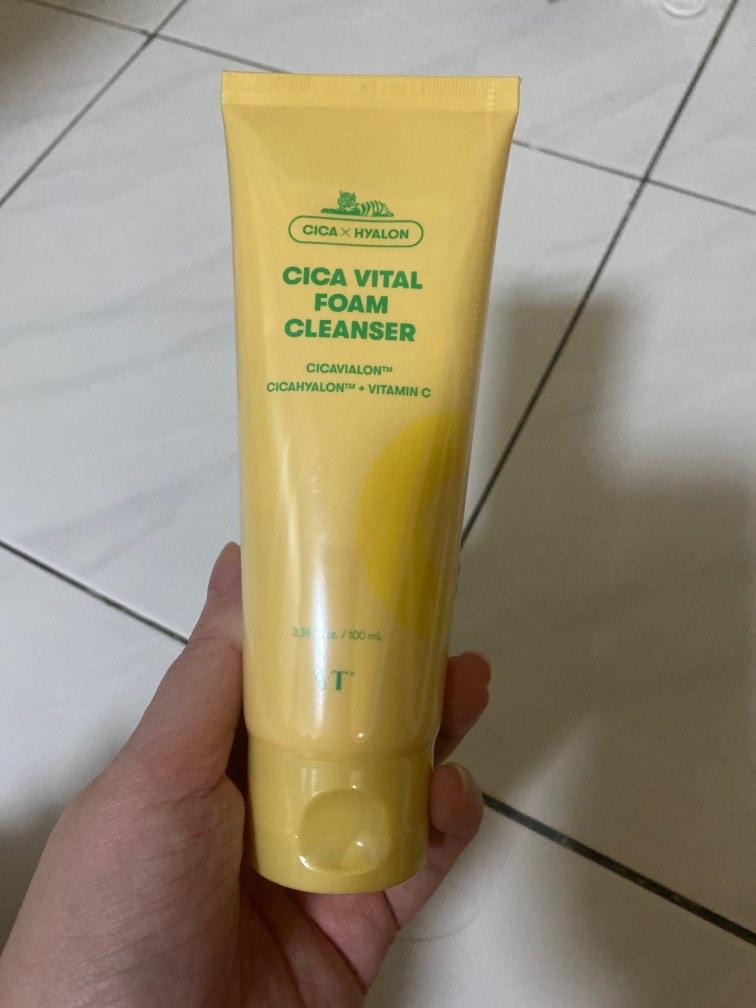 CICA X HYALON
CICA VITAL
FOAM
CLEANSER
CICAVIALON™
CICAHYALON™ + VITAMIN C
/ 100 mL
T